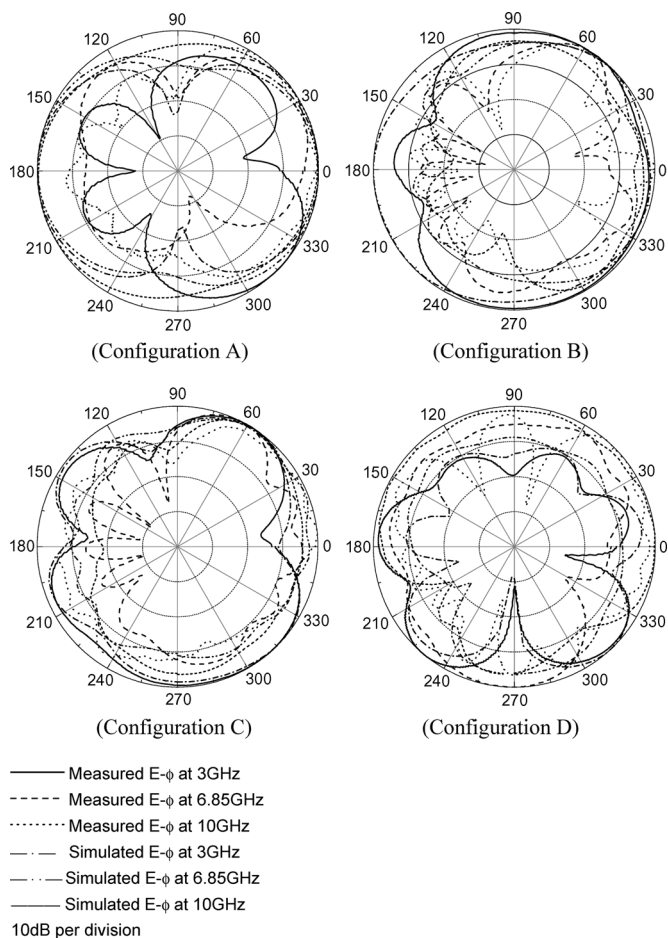 90
120 60
150 30
180 0
210 330
240 300
270
(Configuration A)
90
120 60
150 30
180 0
210 330
240 300
270
(Configuration B)
90
120 60
150 30
180 0
210 330
240 300
270
(Configuration C)
90
120 60
150 30
180 0
210 330
240 300
270
(Configuration D)
Measured E-ϕ at 3GHz
Measured E-ϕ at 6.85GHz
Measured E-ϕ at 10GHz
Simulated E-ϕ at 3GHz
Simulated E-ϕ at 6.85GHz
Simulated E-ϕ at 10GHz
10dB per division